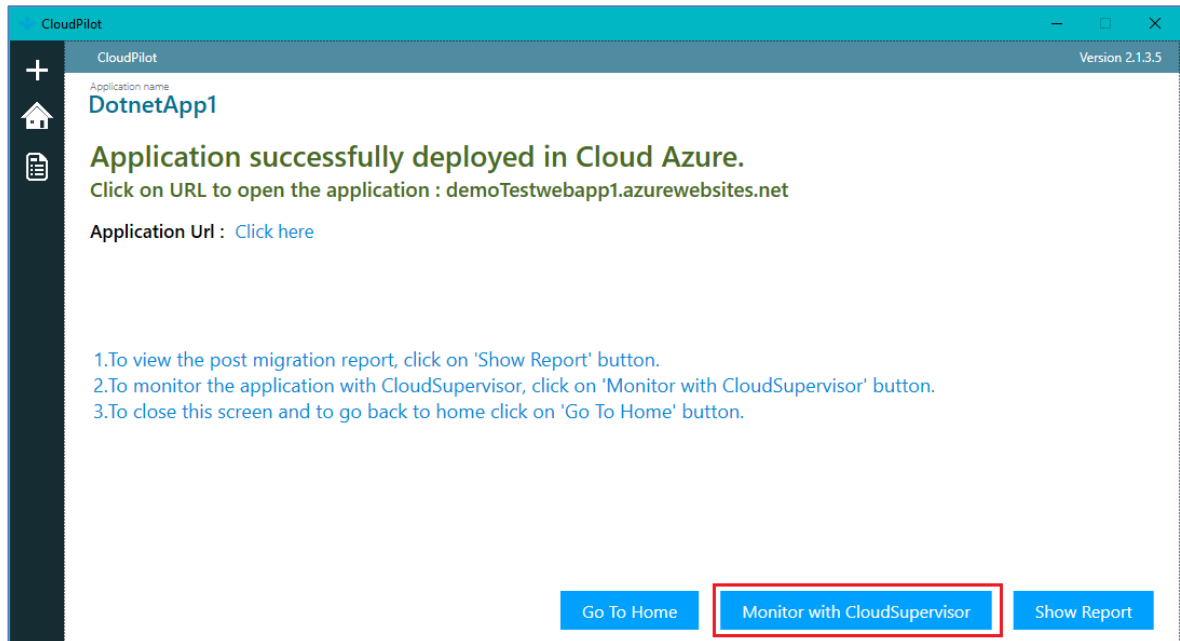 CloudPilot
CloudPilot
Version 2.1.3.5
Application name
DotnetApp1
Application successfully deployed in Cloud Azure.
Click on URL to open the application : demoTestwebapp1.azurewebsites.net
Application Url : Click here
1.To view the post migration report, click on 'Show Report' button.
2.To monitor the application with CloudSupervisor, click on 'Monitor with CloudSupervisor' button.
3.To close this screen and to go back to home click on 'Go To Home' button.
Go To Home
Monitor with CloudSupervisor
Show Report